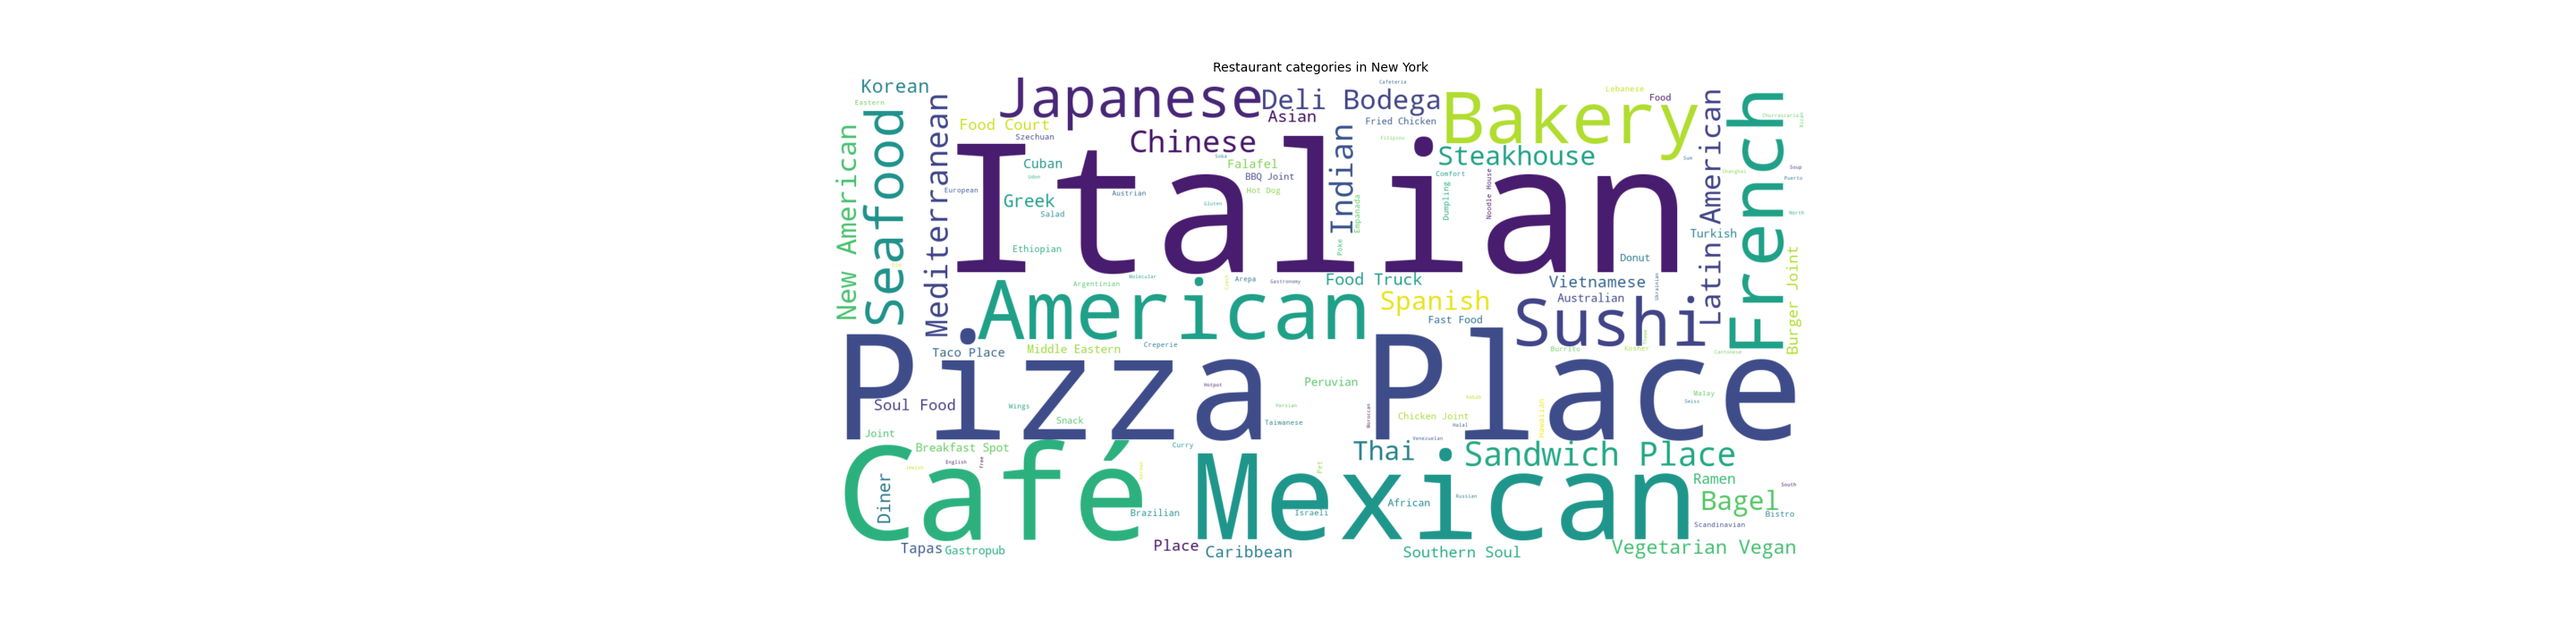 Restaurant categories in New York
Korean
Eastern
Japanese
Deli Bodega
Cafeteria
Bakery
Lebanese
Food
Food Court
Szechuan
Asian
Fried Chicken
Chinese
Filipino
Churrascaria
New American
Seafood
Mediterranean
Italian
Indian
Latin American
French
Cuban
Udon
Soba
Falafel
Steakhouse
BBQ Joint
Comfort
Shanghai
Soup
Puerto
European
Greek
Salad
Austrian
Hot Dog
Gluten
Empanada
Dumpling
Noodle House
North
Turkish
Ethiopian
Poke
Donut
Burger Joint
Molecular
Argentinian
Arepa
Gastronomy
Food Truck
Vietnamese
Ukrainian
American
Spanish
Australian
Sushi
Fast Food
Taco Place
Middle Eastern
Creperie
Burrito
Kosher
Cantonese
Pizza Place
Hotpot
Peruvian
Soul Food
Wings
Snack
Persian
Taiwanese
Moroccan
Chicken Joint
Kebab
Halal
Hawaiian
Malay
Swiss
Joint
Breakfast Spot
Curry
Venezuelan
Thai
Sandwich Place
Jewish
English
free
Café
Mexican
Pet
Russian
Ramen
South
Diner
Brazilian
Israeli
African
Bagel
Bistro
Scandinavian
Tapas
Gastropub
Place
Caribbean
Southern Soul
Vegetarian Vegan